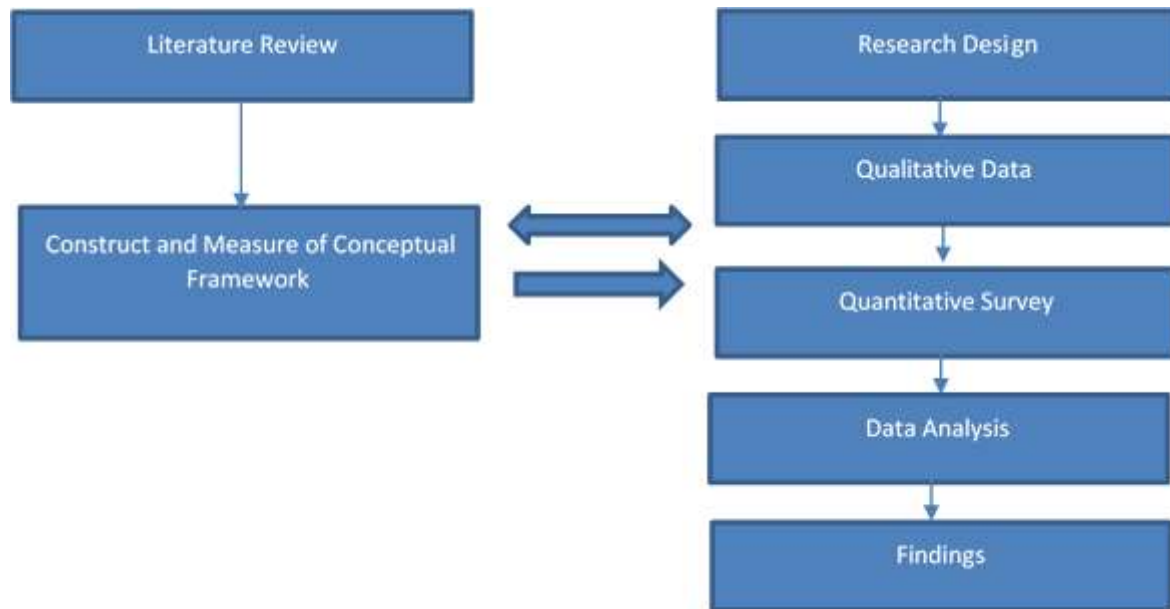 Literature Review
Construct and Measure of Conceptual
Framework
Research Design
Qualitative Data
Quantitative Survey
Data Analysis
Findings